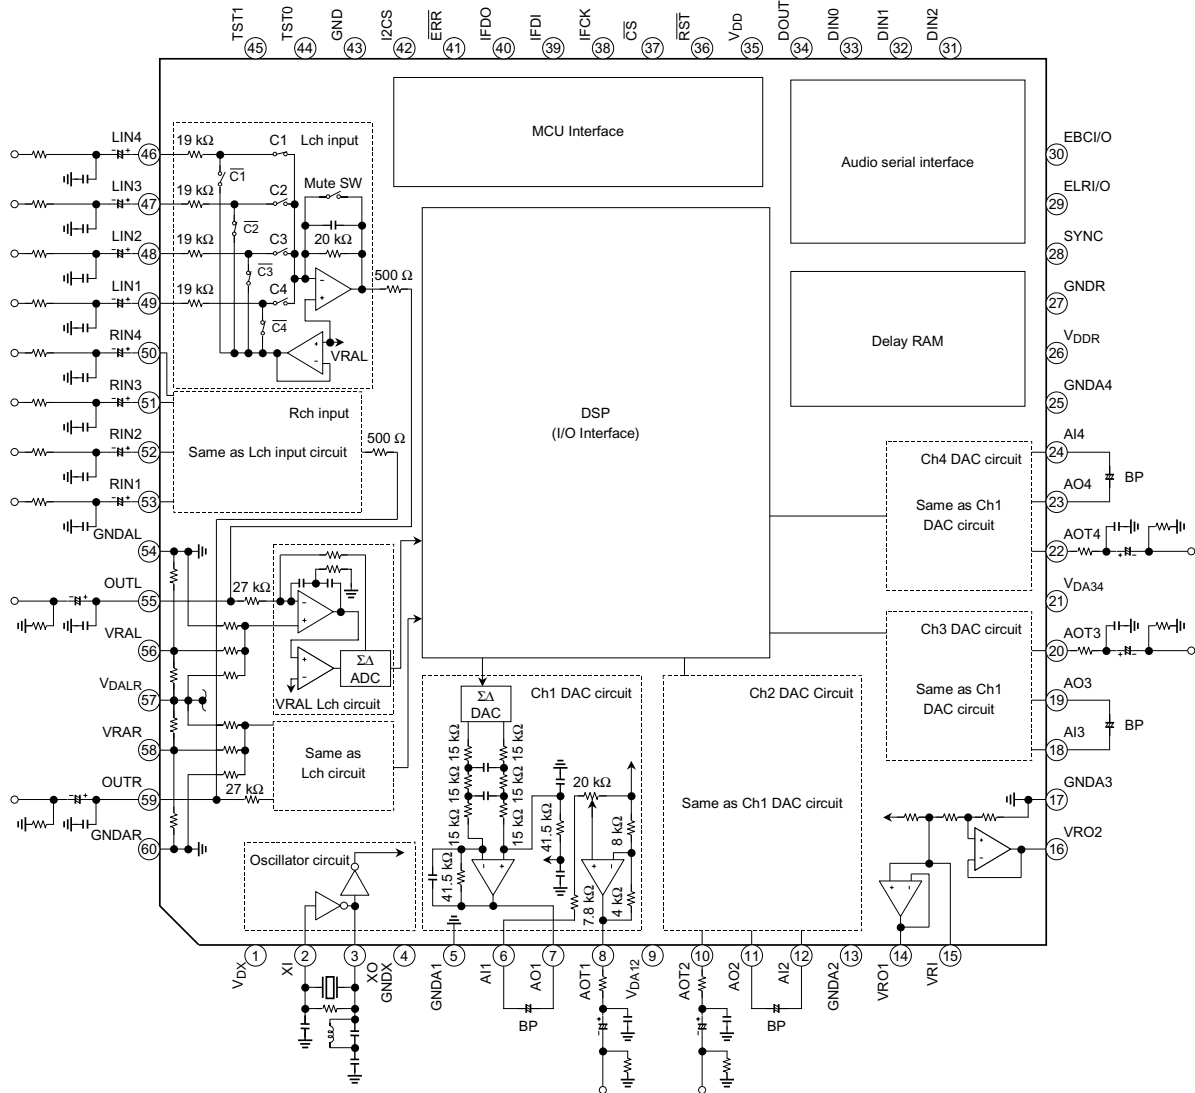 TST1
TST0
GND
I2CS
ERR
IFDO
IFDI
IFCK
CS
RST
VDD
DOUT
DIN0
DIN1
DIN2
45
44
43
42
41
40
39
38
37
36
35
34
33
32
31
LIN4
46
LIN3
47
LIN2
48
LIN1
49
RIN4
50
RIN3
51
RIN2
52
RIN1
53
GNDAL
54
OUTL
55
VRAL
56
VDALR
57
VRAR
58
OUTR
59
GNDAR
60
19 kΩ
C1
Lch input
C1
Mute SW
19 kΩ
C2
C2
20 kΩ
19 kΩ
C3
C3
500 Ω
19 kΩ
C4
C4
VRAL
Rch input
Same as Lch input circuit
500 Ω
27 kΩ
ΣΔ
ADC
VRAL Lch circuit
Same as
Lch circuit
27 kΩ
Oscillator circuit
MCU Interface
Audio serial interface
Delay RAM
DSP
(I/O Interface)
Ch1 DAC circuit
ΣΔ
DAC
15 kΩ
15 kΩ
15 kΩ
15 kΩ
15 kΩ
15 kΩ
20 kΩ
41.5 kΩ
8 kΩ
41.5 kΩ
7.8 kΩ
4 kΩ
Ch2 DAC Circuit
Same as Ch1 DAC circuit
Ch4 DAC circuit
Same as Ch1
DAC circuit
Ch3 DAC circuit
Same as Ch1
DAC circuit
EBCI/O
30
ELRI/O
29
SYNC
28
GNDR
27
VDDR
26
GNDA4
25
AI4
24
BP
AO4
23
AOT4
22
VDA34
21
AOT3
20
AO3
19
BP
AI3
18
GNDA3
17
VRO2
16
1
2
3
4
5
6
7
8
9
10
11
12
13
14
15
VDX
XI
XO
GNDX
GNDA1
AI1
AO1
AOT1
VDA12
AOT2
AO2
AI2
GNDA2
VRO1
VRI
BP
BP